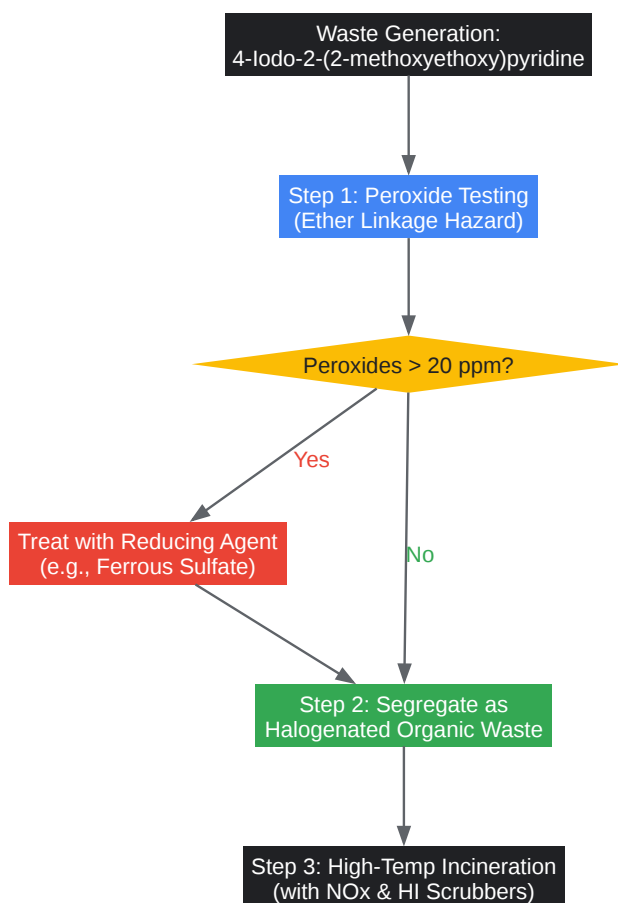 Waste Generation:
4-Iodo-2-(2-methoxyethoxy)pyridine
Step 1: Peroxide Testing
(Ether Linkage Hazard)
Peroxides > 20 ppm?
Yes
Treat with Reducing Agent
(e.g., Ferrous Sulfate)
No
Step 2: Segregate as
Halogenated Organic Waste
Step 3: High-Temp Incineration
(with NOx & HI Scrubbers)